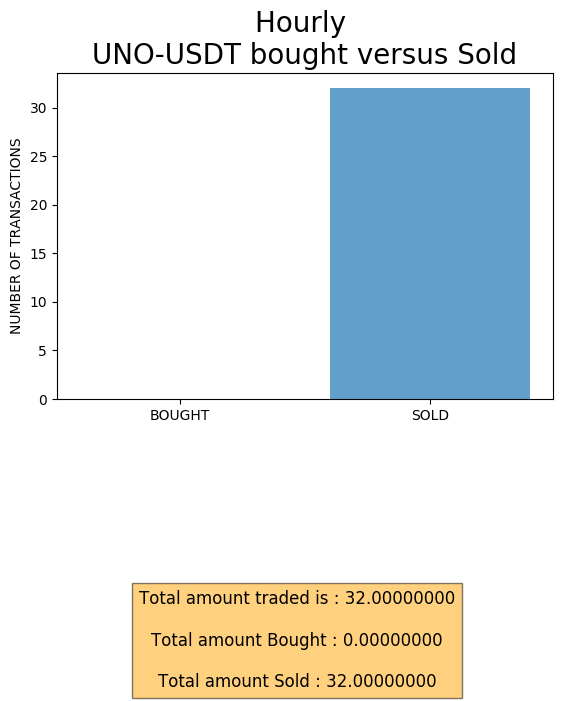 Hourly
UNO-USDT bought versus Sold
NUMBER OF TRANSACTIONS
30
25
20
15
10
5
0
BOUGHT SOLD
Total amount traded is : 32.00000000
Total amount Bought : 0.00000000
Total amount Sold : 32.00000000